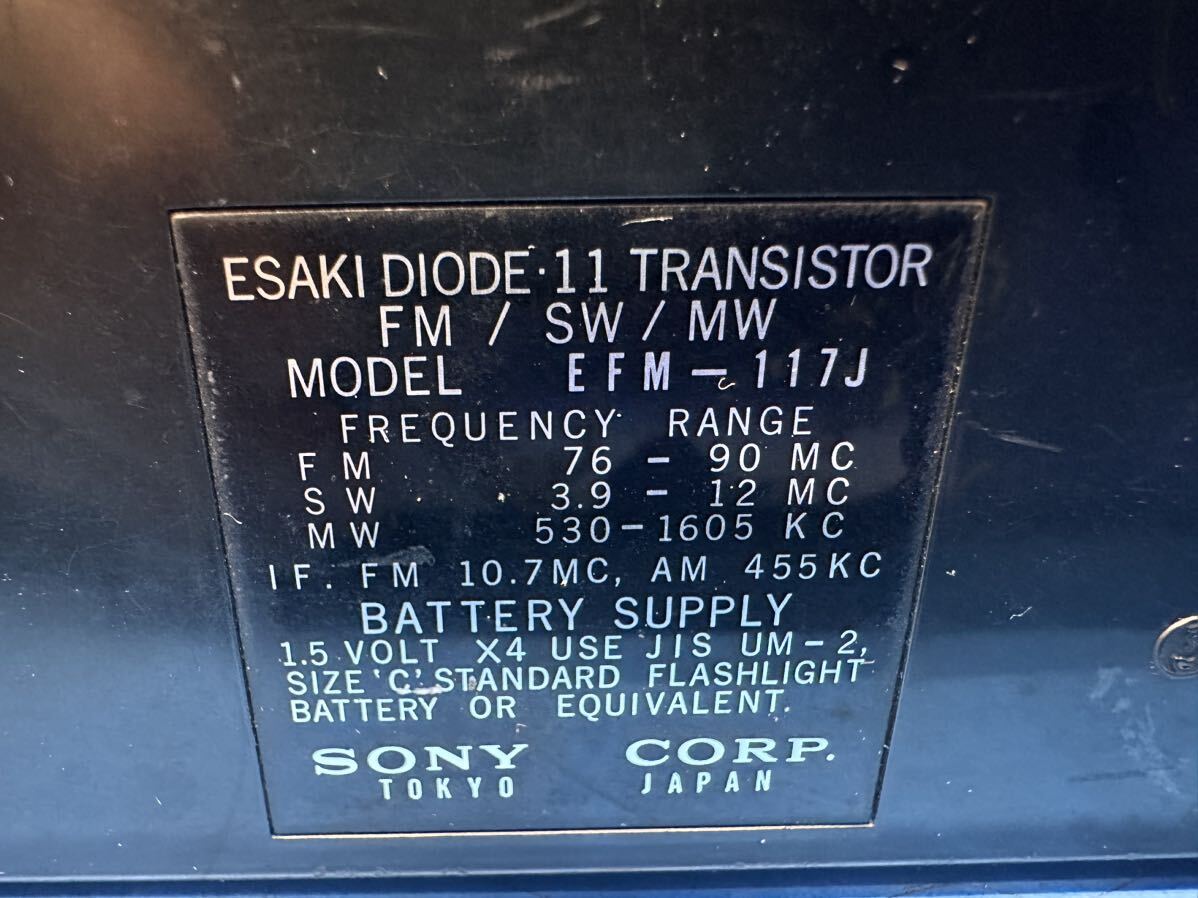 ESAKI DIODE·11 TRANSISTOR
FM / SW / MW
MODEL EFM-117J
FREQUENCY RANGE
FM 76 - 90 MC
SW 3.9 - 12 MC
MW 530-1605 KC
IF. FM 10.7MC, AM 455KC
BATTERY SUPPLY
1.5 VOLT X4 USE JIS UM-2,
SIZE 'C' STANDARD FLASHLIGHT
BATTERY OR EQUIVALENT.
SONY CORP.
TOKYO JAPAN